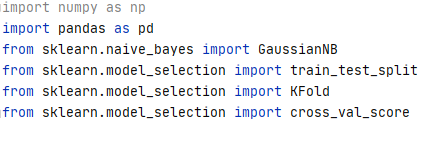 import numpy as np
import pandas as pd
from sklearn.naive_bayes import GaussianNB
from sklearn.model_selection import train_test_split
from sklearn.model_selection import KFold
from sklearn.model_selection import cross_val_score